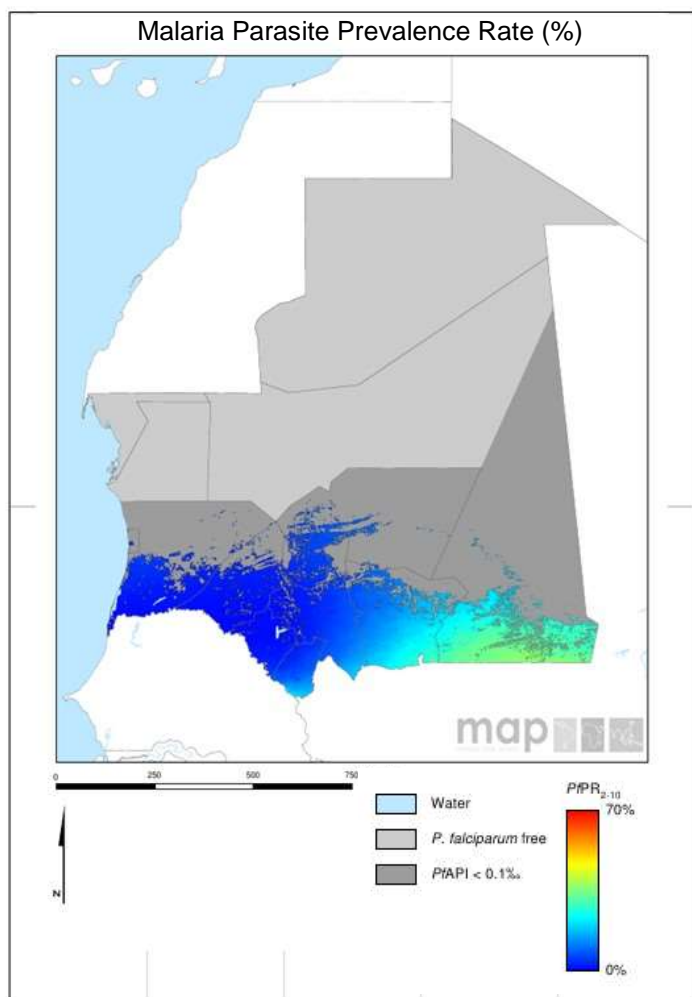 Malaria Parasite Prevalence Rate (%)
map
0 250 500 750
Water
P. falciparum free
PfAPI < 0.1‰
N
PfPR2-10
70%
0%